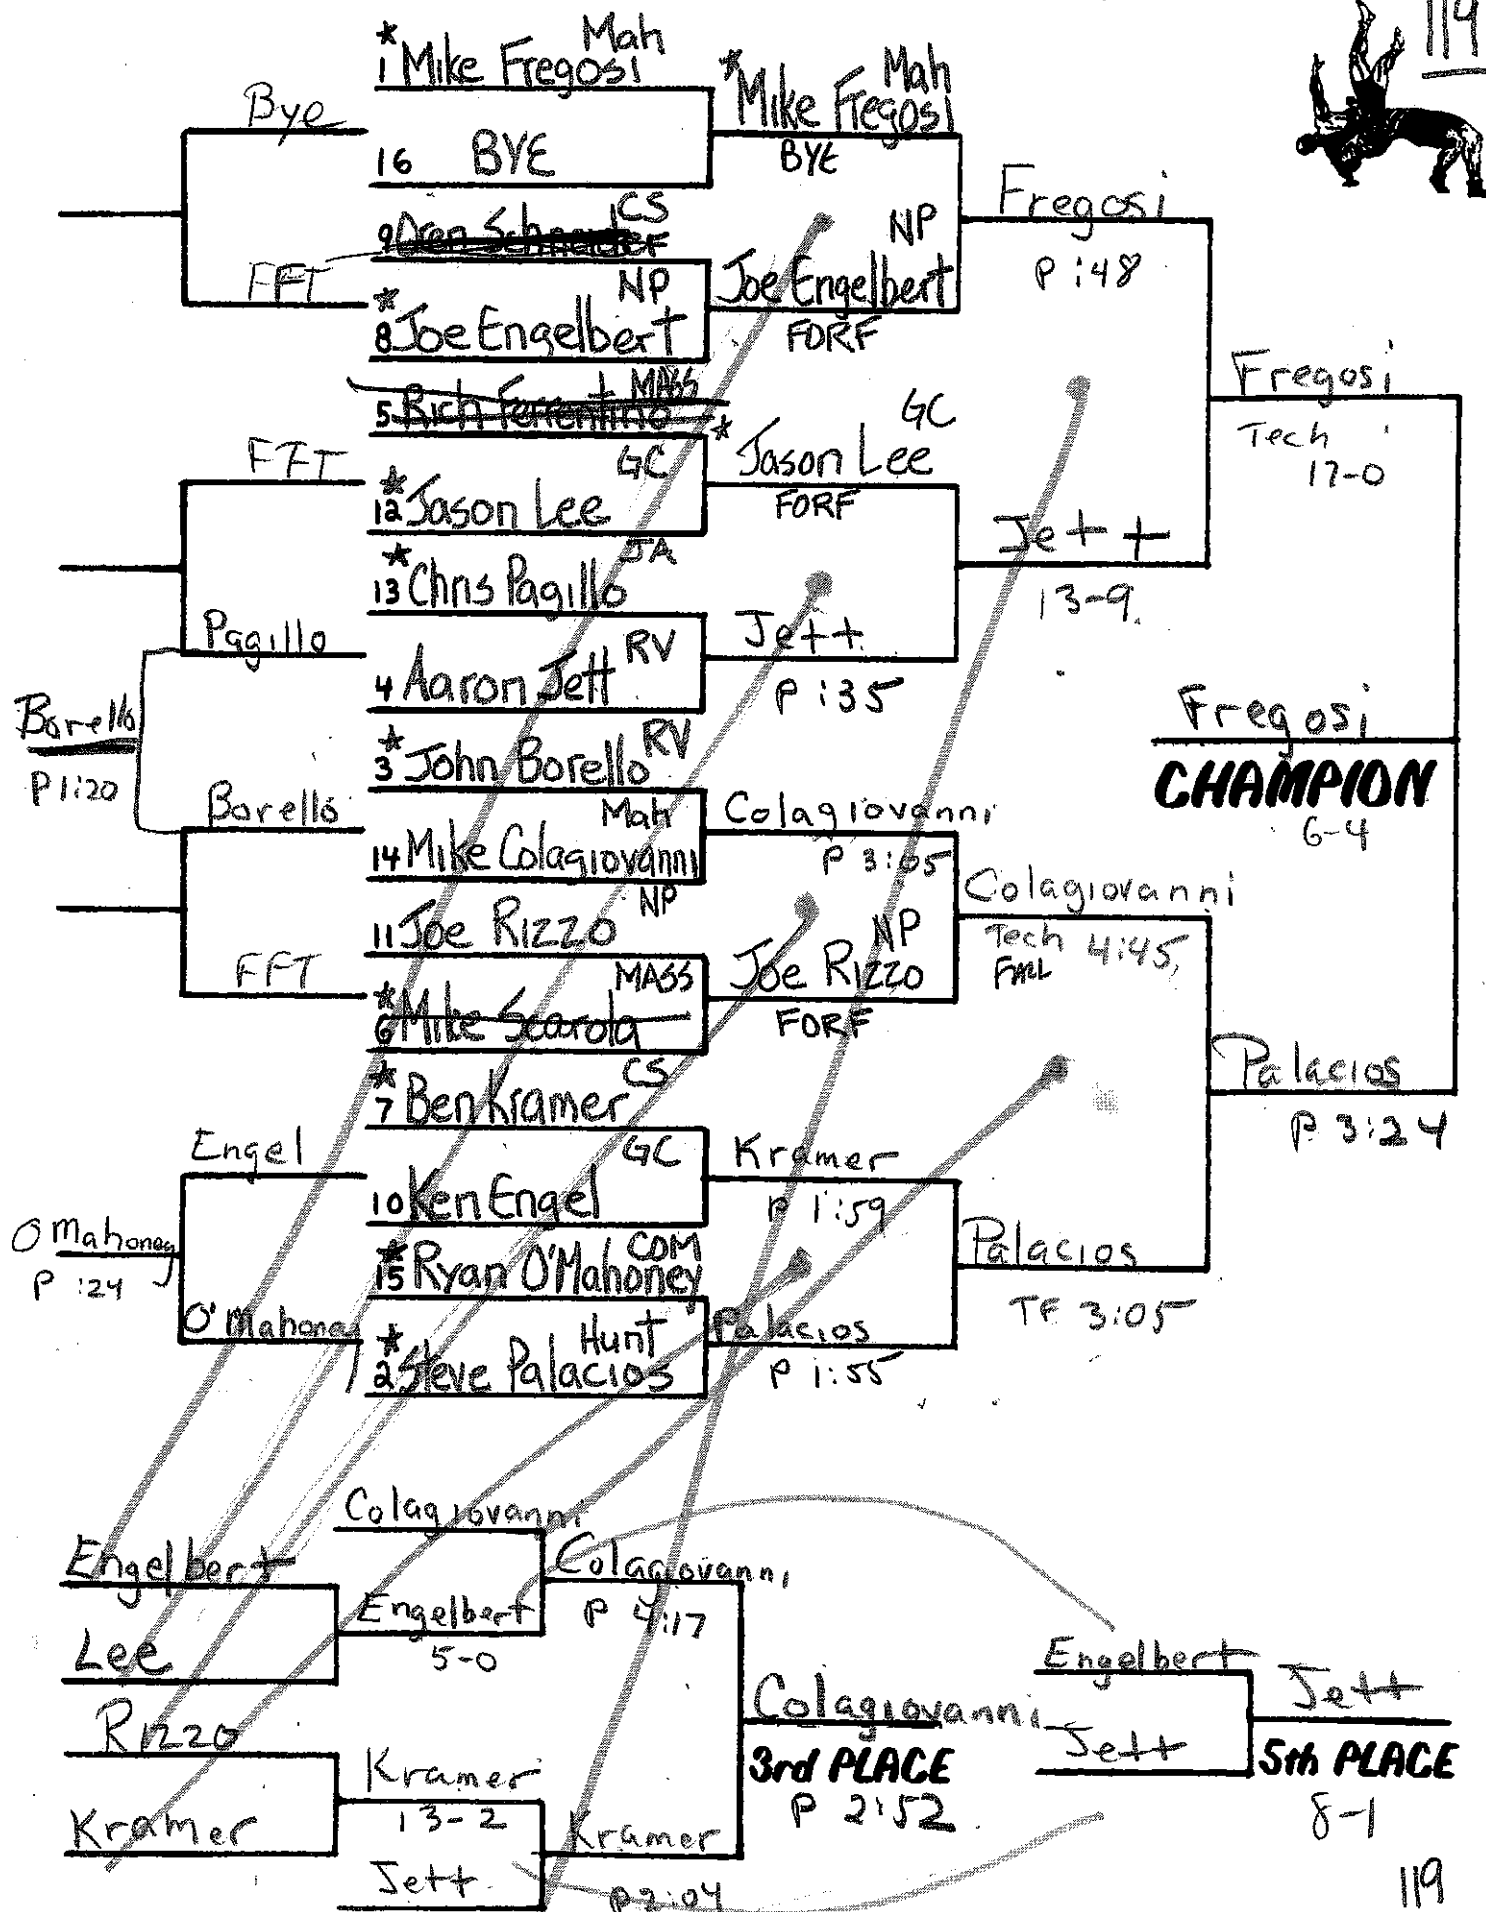 119
* Mah
1 Mike Fregosi
Bye
16 BYE
CS
9 Oren Schneider
FFT
NP
* 8 Joe Engelbert
MASS
5 Rich Ferrentino
FFT
GC
* 12 Jason Lee
JA
* 13 Chris Pagillo
Pagillo
RV
4 Aaron Jett
Borello
P 1:20
RV
* 3 John Borello
Borello
Mah
14 Mike Colagiovanni
NP
11 Joe Rizzo
FFT
MASS
* 6 Mike Scarola
CS
* 7 Ben Kramer
Engel
GC
10 Ken Engel
O Mahoney
P :24
COM
* 15 Ryan O'Mahoney
O'Mahoney
Hunt
* 2 Steve Palacios
* Mah
Mike Fregosi
BYE
NP
Joe Engelbert
FORF
GC
* Jason Lee
FORF
Jett
P :35
Colagiovanni
P 3:05
NP
Joe Rizzo
FORF
Kramer
P 1:59
Palacios
P 1:55
Fregosi
P :48
Jett
13-9
Colagiovanni
Tech 4:45
FALL
Palacios
TF 3:05
Fregosi
Tech
17-0
Palacios
P 3:24
Fregosi
CHAMPION
6-4
Colagiovanni
Engelbert
Colagiovanni
P 4:17
Engelbert
5-0
Lee
Rizzo
Kramer
13-2
Kramer
Kramer
P 2:04
Jett
Colagiovanni
3rd PLACE
P 2:52
Engelbert
Jett
Jett
5th PLACE
8-1
119